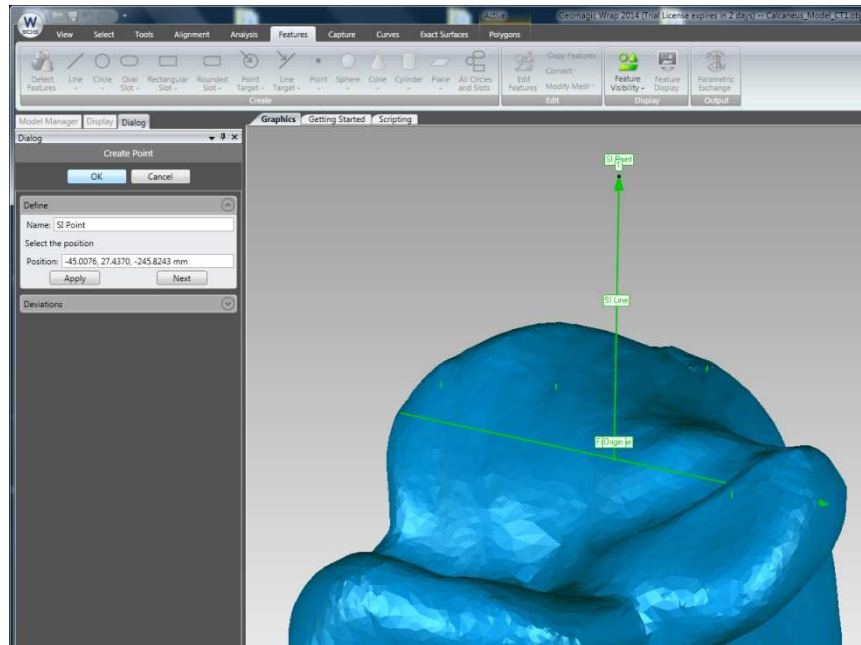 Active
Geomagic Wrap 2014 (Trial License expires in 2 days) -- Calcaneus_Model_CT1.ob
W
3DS
View Select Tools Alignment Analysis Features Capture Curves Exact Surfaces Polygons
Detect Features
Line
Circle
Oval Slot
Rectangular Slot
Rounded Slot
Point Target
Line Target
Point
Sphere
Cone
Cylinder
Plane
All Circles and Slots
Create
Edit Features
Copy Features
Convert
Modify Mesh
Edit
Feature Visibility
Feature Display
Display
Parametric Exchange
Output
Model Manager Display Dialog
Graphics Getting Started Scripting
Dialog
Create Point
OK Cancel
Define
Name: SI Point
Select the position
Position: -45.0076, 27.4370, -245.8243 mm
Apply Next
Deviations
SI Point
SI Line
Origin